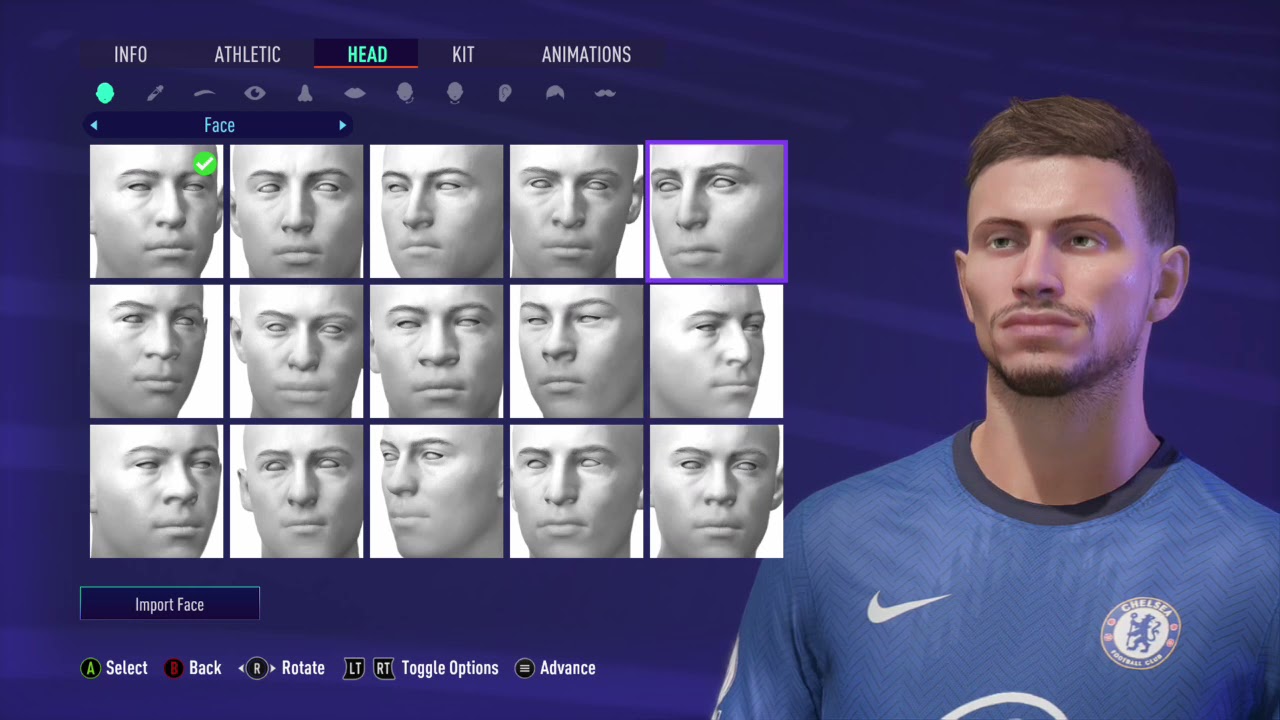 INFO ATHLETIC HEAD KIT ANIMATIONS
Face
Import Face
A Select B Back R Rotate LT RT Toggle Options Advance
CHELSEA
FOOTBALL CLUB